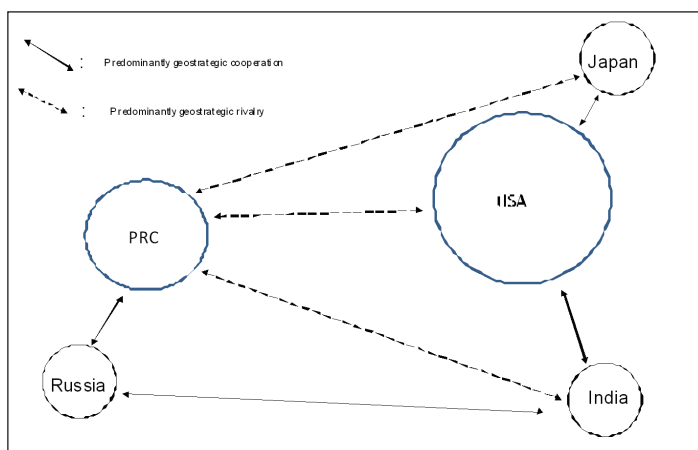 : Predominantly geostrategic cooperation
: Predominantly geostrategic rivalry
Japan
USA
PRC
Russia
India